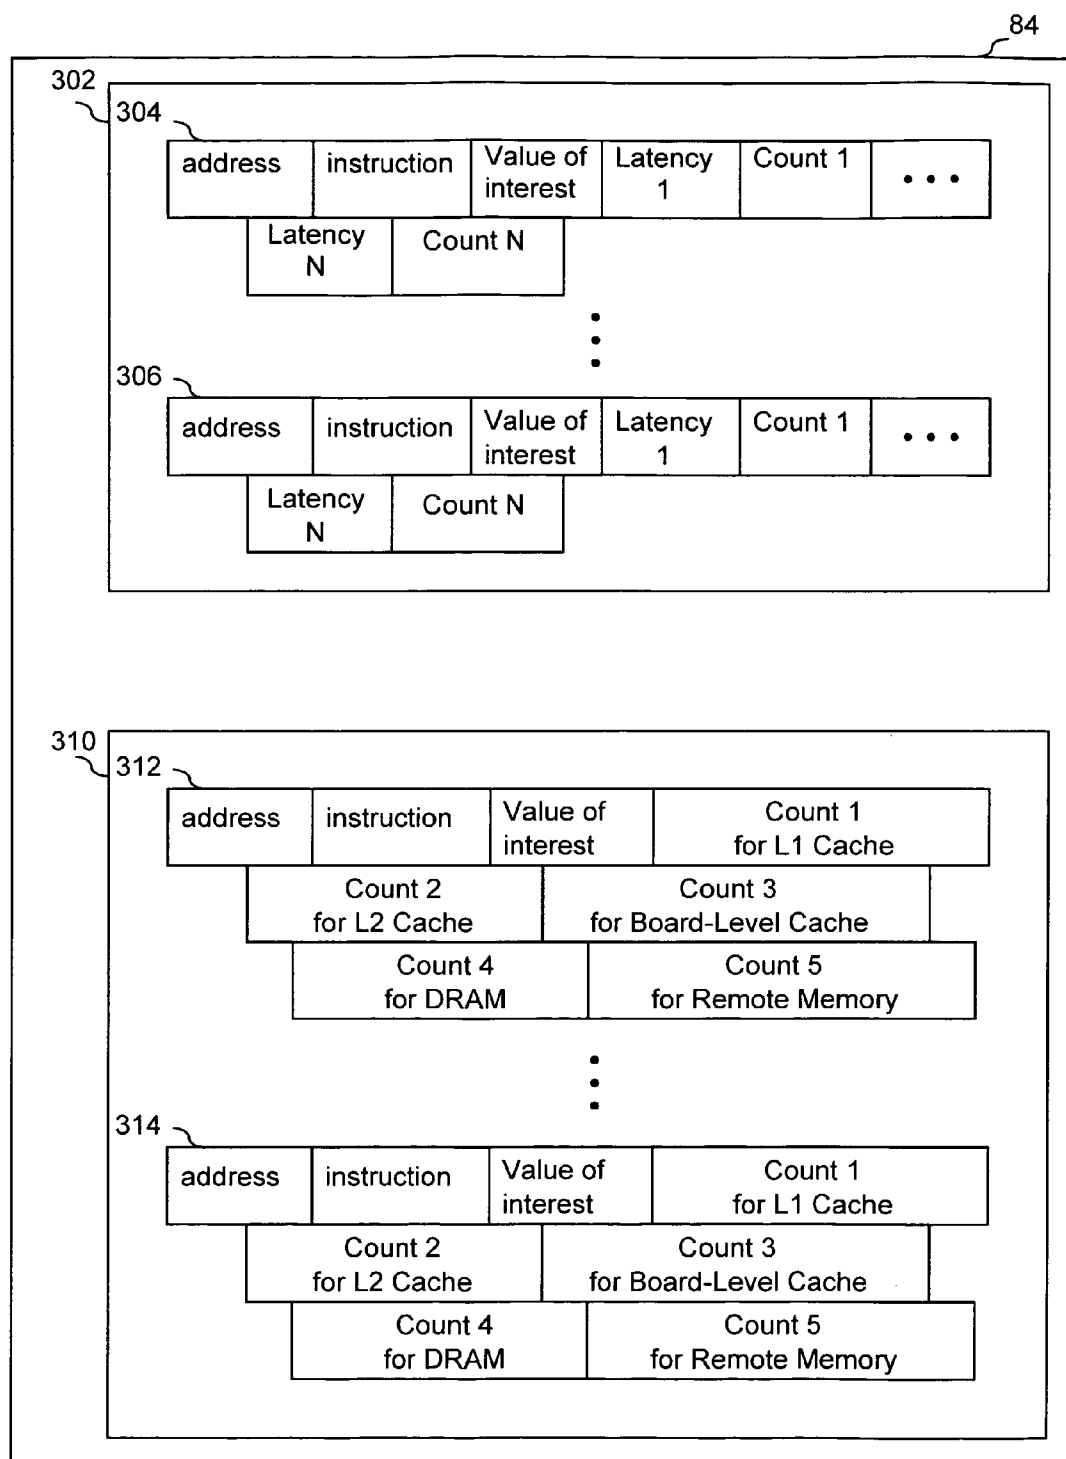 84
302
304
address instruction Value of interest Latency 1 Count 1 • • •
Latency N Count N
306
address instruction Value of interest Latency 1 Count 1 • • •
Latency N Count N
310
312
address instruction Value of interest Count 1 for L1 Cache
Count 2 for L2 Cache Count 3 for Board-Level Cache
Count 4 for DRAM Count 5 for Remote Memory
314
address instruction Value of interest Count 1 for L1 Cache
Count 2 for L2 Cache Count 3 for Board-Level Cache
Count 4 for DRAM Count 5 for Remote Memory